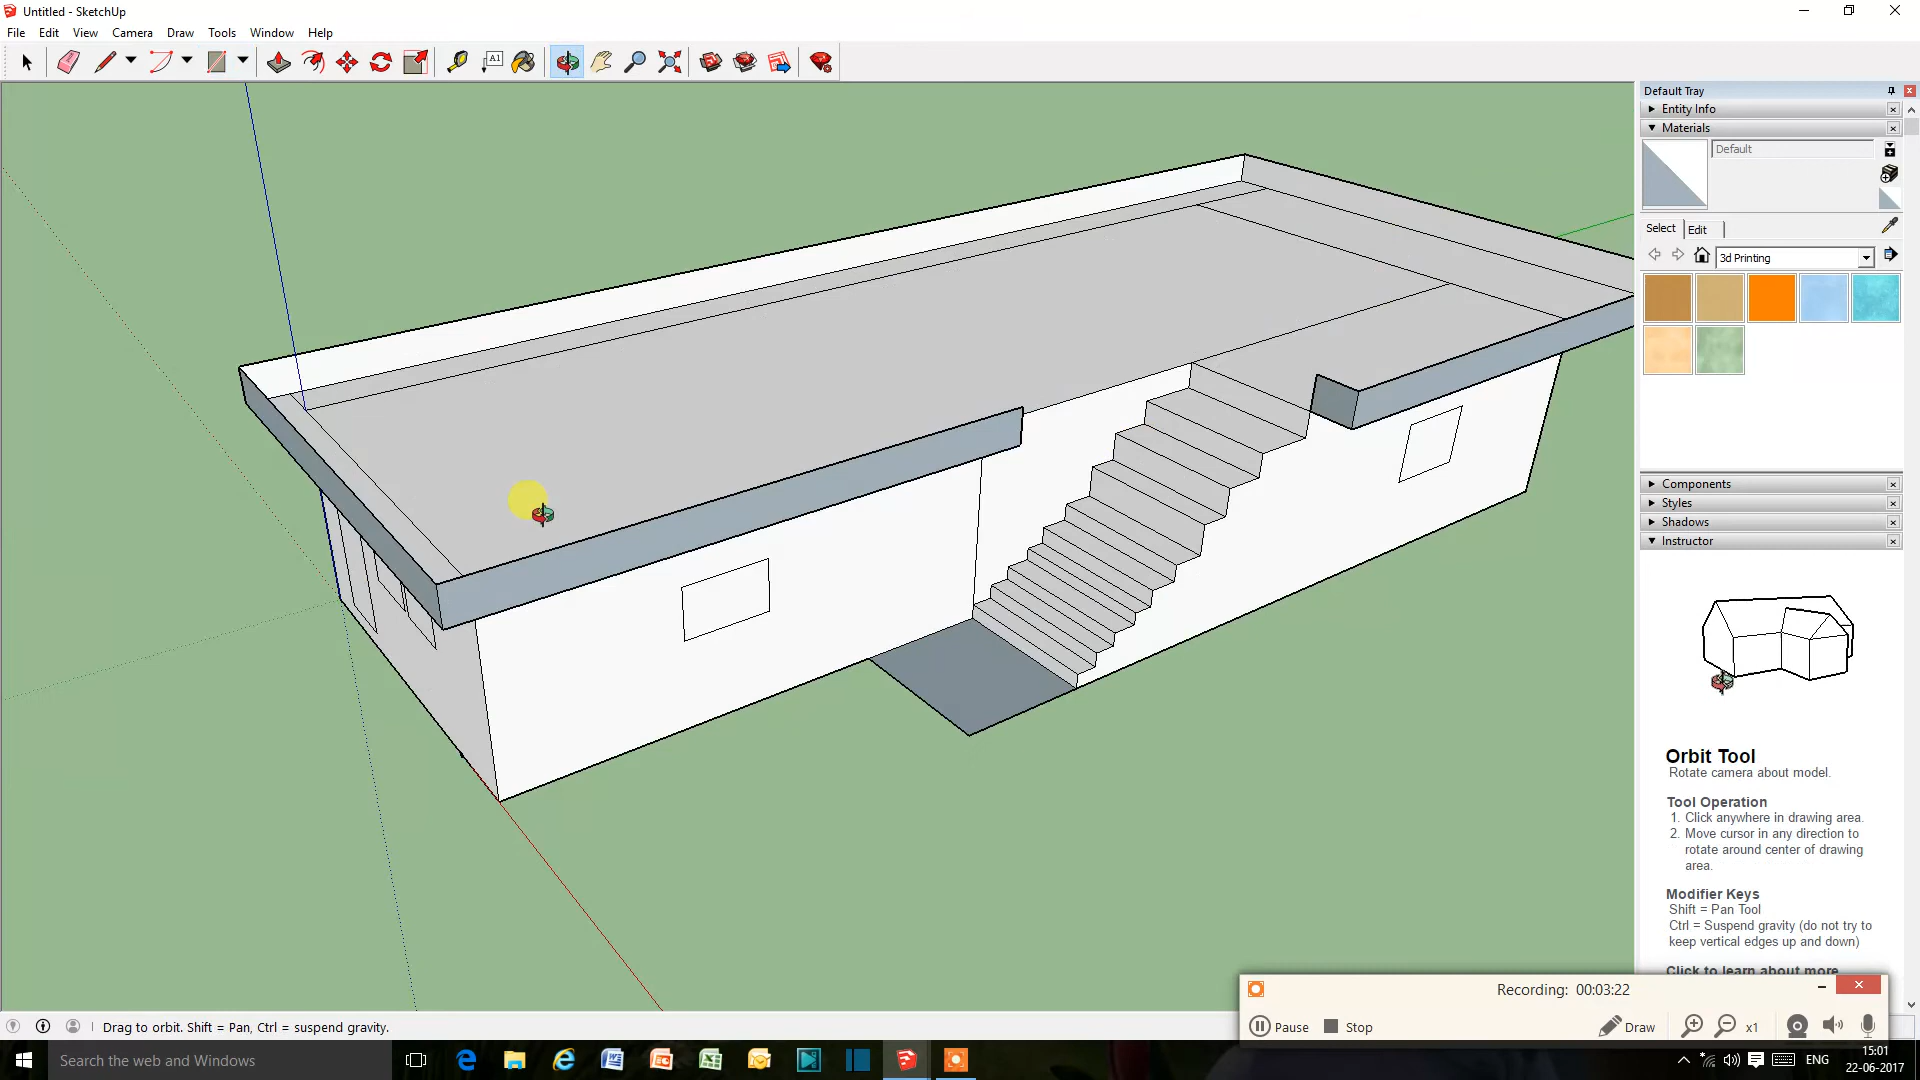 Untitled - SketchUp
File Edit View Camera Draw Tools Window Help
A1
Default Tray
Entity Info
Materials
Default
Select Edit
3d Printing
Components
Styles
Shadows
Instructor
Orbit Tool
Rotate camera about model.
Tool Operation
1. Click anywhere in drawing area.
2. Move cursor in any direction to
rotate around center of drawing
area.
Modifier Keys
Shift = Pan Tool
Ctrl = Suspend gravity (do not try to
keep vertical edges up and down)
Click to learn about more
Recording: 00:03:22
Pause Stop Draw x1
Drag to orbit. Shift = Pan, Ctrl = suspend gravity.
Search the web and Windows
ENG
15:01
22-06-2017